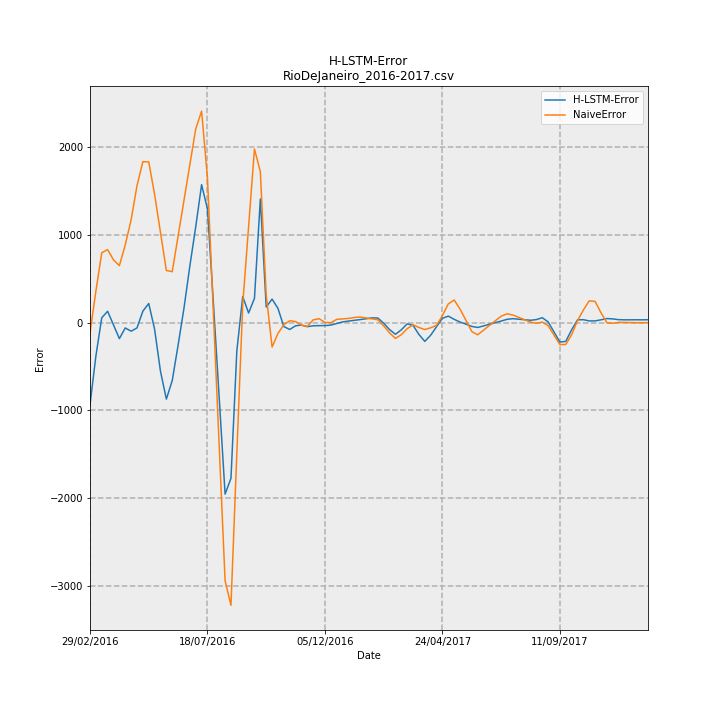 H-LSTM-Error
RioDeJaneiro_2016-2017.csv
H-LSTM-Error
NaiveError
2000
1000
0
−1000
−2000
−3000
Error
29/02/2016
18/07/2016
05/12/2016
24/04/2017
11/09/2017
Date